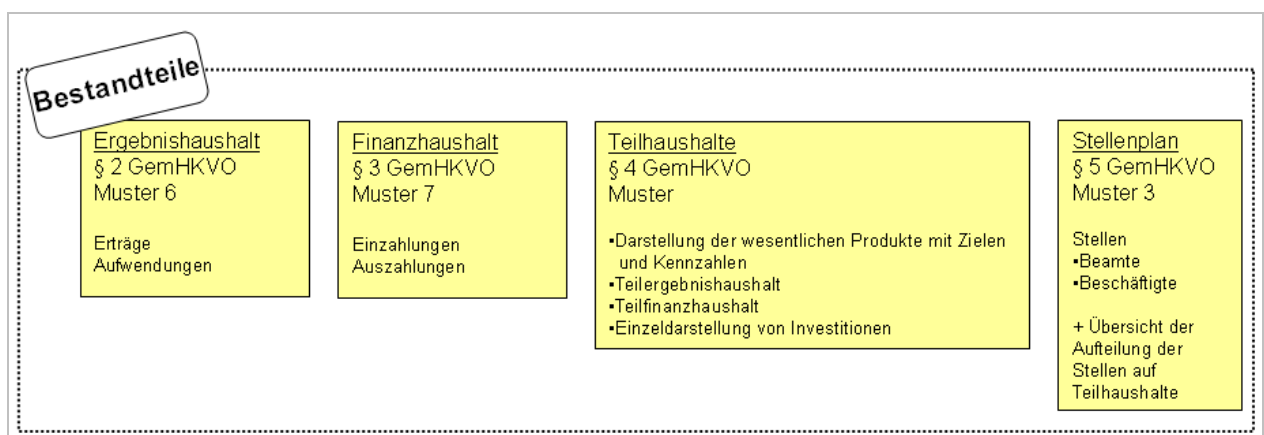 Bestandteile
Ergebnishaushalt
§ 2 GemHKVO
Muster 6
Erträge
Aufwendungen
Finanzhaushalt
§ 3 GemHKVO
Muster 7
Einzahlungen
Auszahlungen
Teilhaushalte
§ 4 GemHKVO
Muster
▪Darstellung der wesentlichen Produkte mit Zielen
und Kennzahlen
▪Teilergebnishaushalt
▪Teilfinanzhaushalt
▪Einzeldarstellung von Investitionen
Stellenplan
§ 5 GemHKVO
Muster 3
Stellen
▪Beamte
▪Beschäftigte
+ Übersicht der
Aufteilung der
Stellen auf
Teilhaushalte